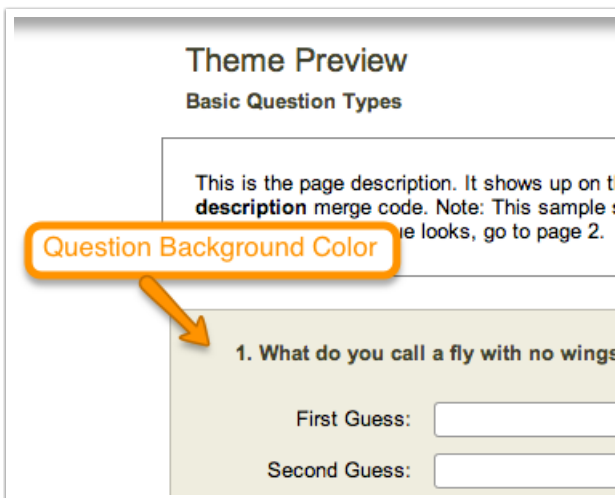 Theme Preview
Basic Question Types
This is the page description. It shows up on
description merge code. Note: This sample
looks, go to page 2.
Question Background Color
1. What do you call a fly with no wings
First Guess:
Second Guess: